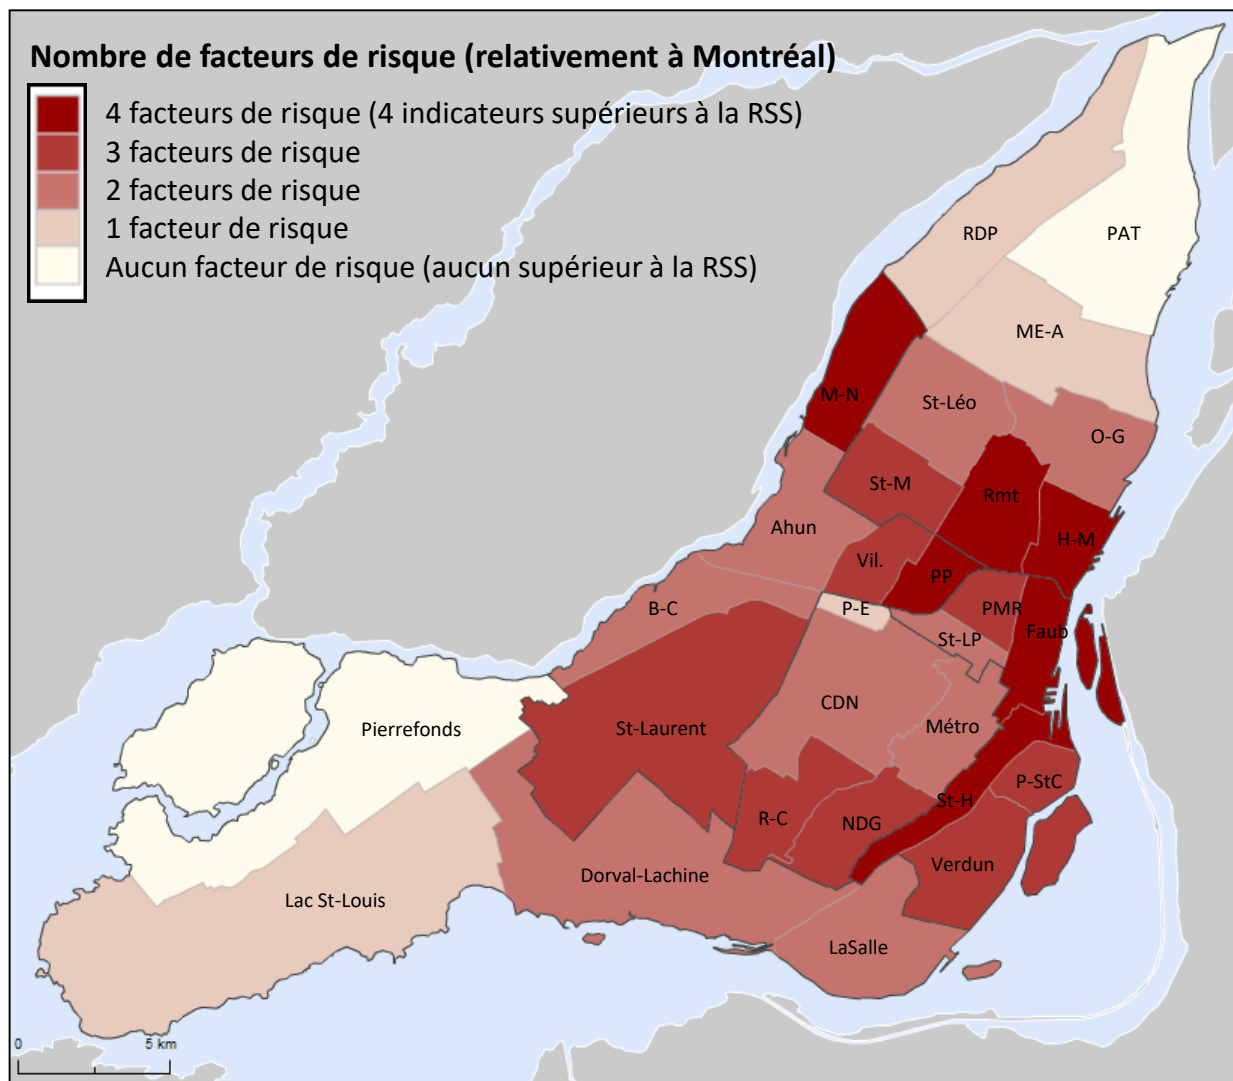 Nombre de facteurs de risque (relativement à Montréal)
4 facteurs de risque (4 indicateurs supérieurs à la RSS)
3 facteurs de risque
2 facteurs de risque
1 facteur de risque
Aucun facteur de risque (aucun supérieur à la RSS)
RDP
PAT
ME-A
M-N
St-Léo
O-G
St-M
Rmt
Ahun
H-M
Vil.
PP
B-C
P-E
PMR
Faub
St-LP
CDN
Métro
Pierrefonds
St-Laurent
P-StC
St-H
R-C
NDG
Verdun
Dorval-Lachine
Lac St-Louis
LaSalle
0
5 km